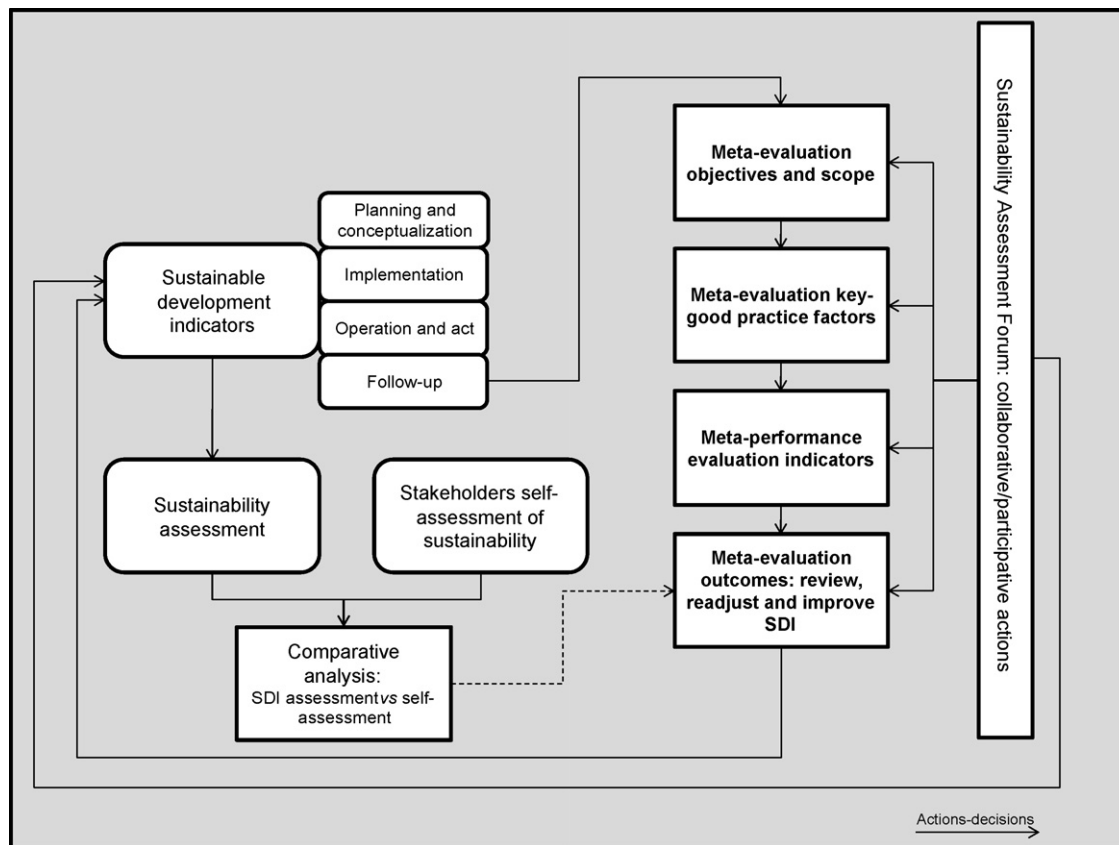 Planning and
conceptualization
Sustainable
development
indicators
Implementation
Operation and act
Follow-up
Sustainability
assessment
Stakeholders self-
assessment of
sustainability
Comparative
analysis:
SDI assessmentvs self-
assessment
Meta-evaluation
objectives and scope
Meta-evaluation key-
good practice factors
Meta-performance
evaluation indicators
Meta-evaluation
outcomes: review,
readjust and improve
SDI
Sustainability Assessment Forum: collaborative/participative actions
Actions-decisions